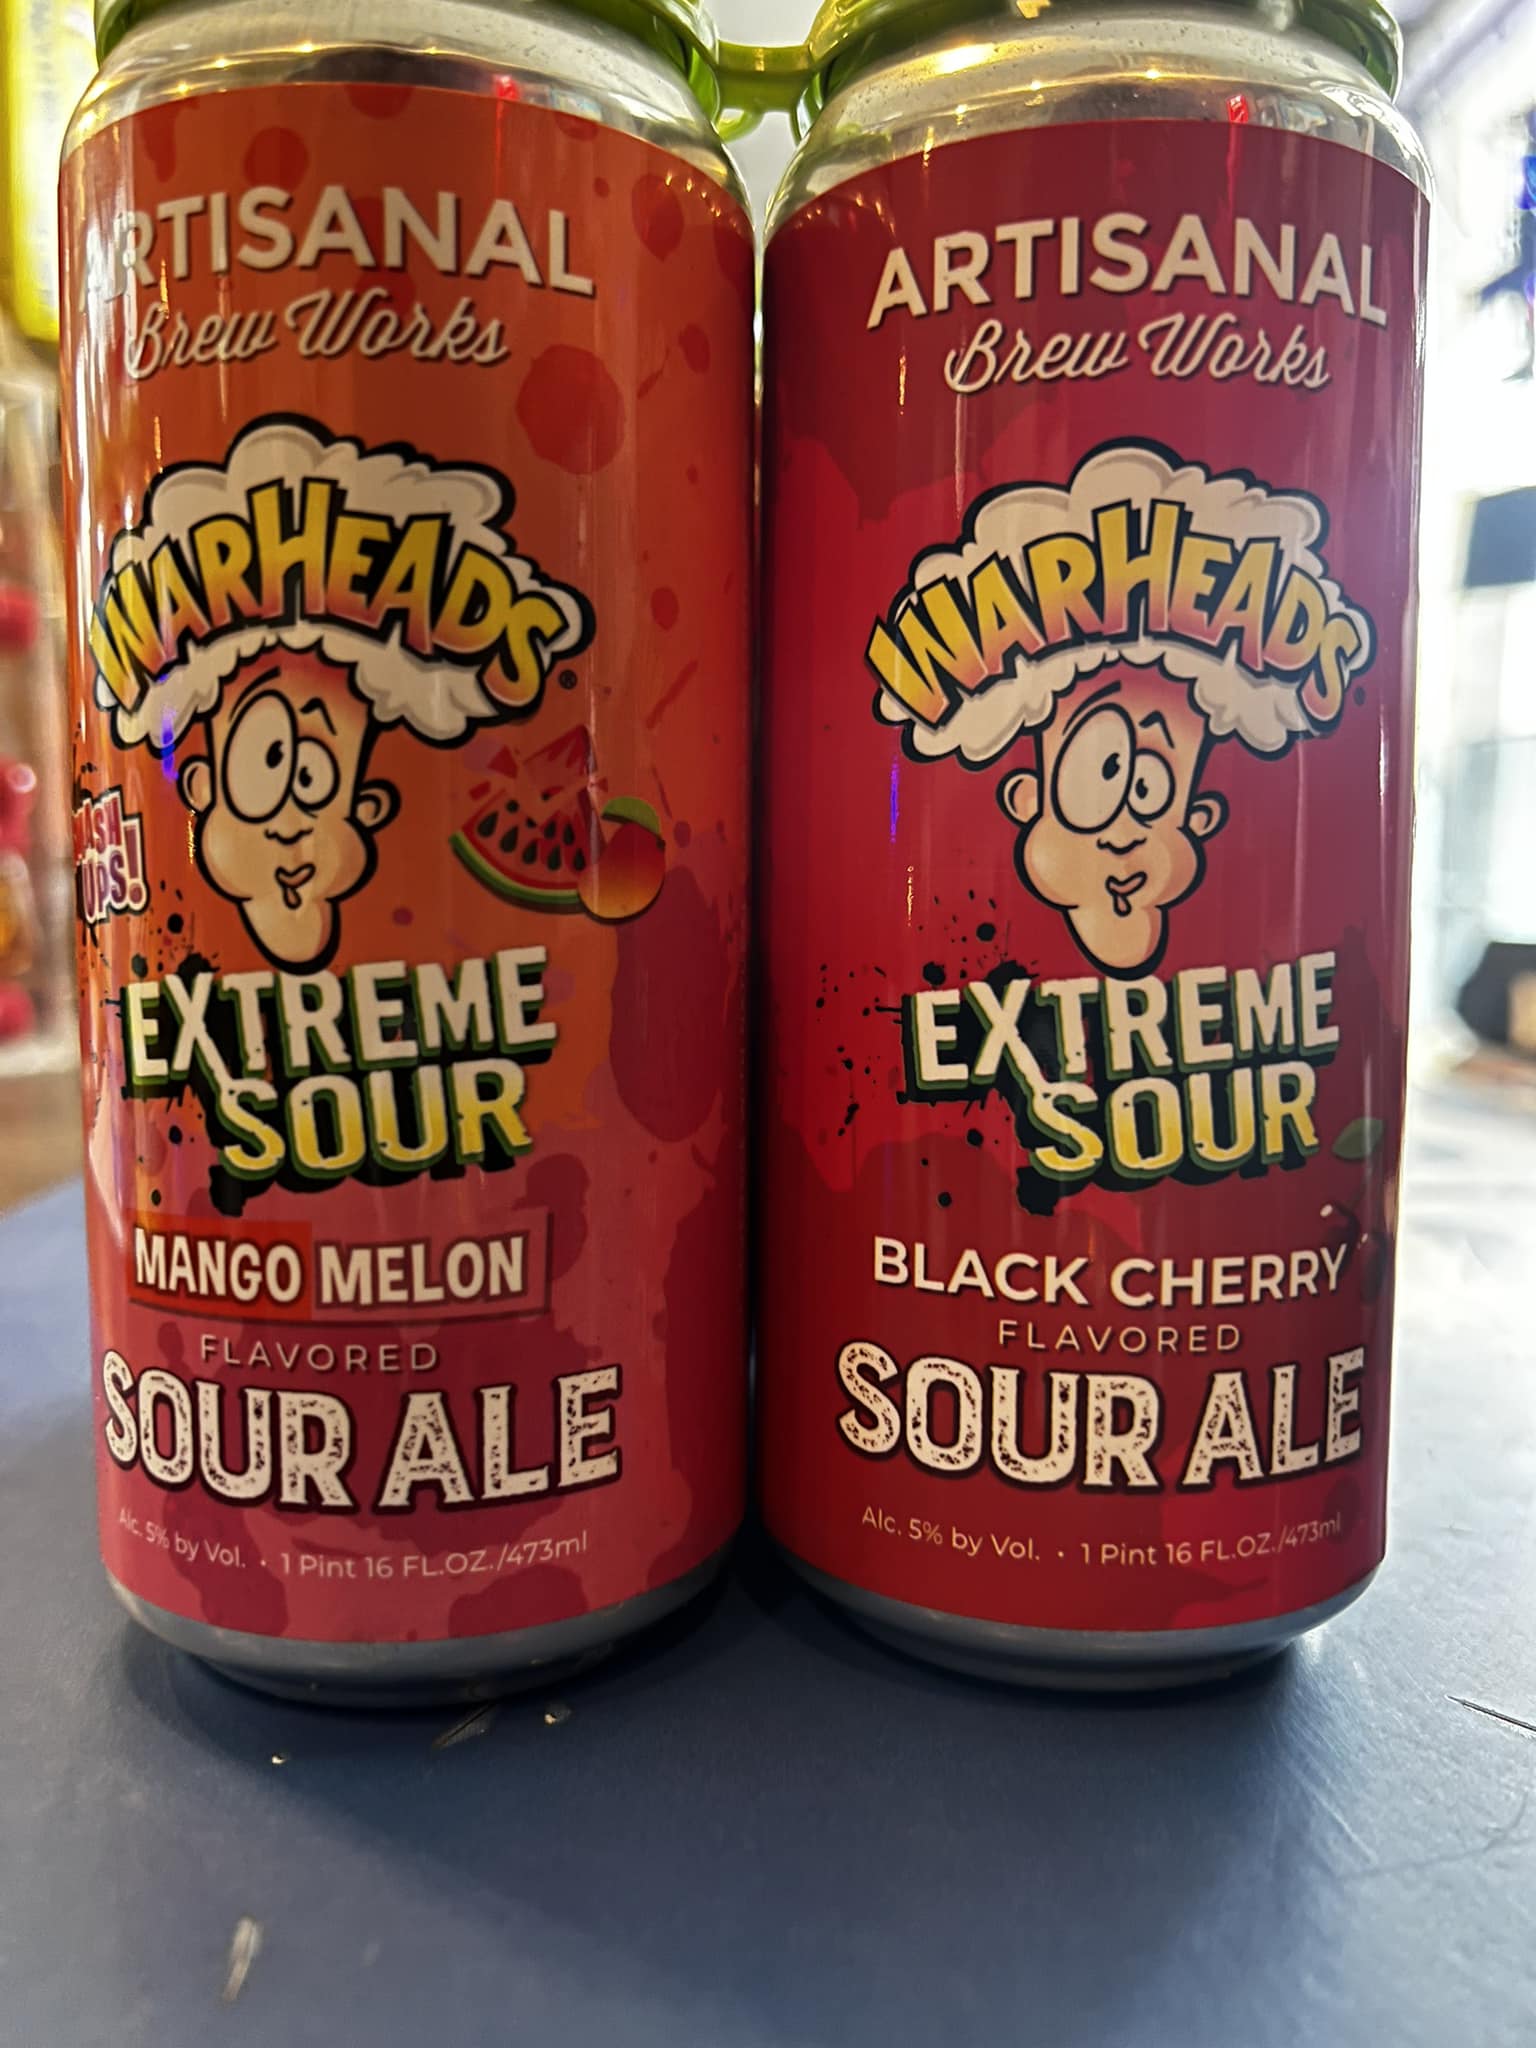 ARTISANAL
Brew Works
WARHEADS®
SMASH
UPS!
EXTREME
SOUR
MANGO MELON
FLAVORED
SOUR ALE
Alc. 5% by Vol. • 1 Pint 16 FL.OZ./473ml
ARTISANAL
Brew Works
WARHEADS
EXTREME
SOUR
BLACK CHERRY
FLAVORED
SOUR ALE
Alc. 5% by Vol. • 1 Pint 16 FL.OZ./473ml